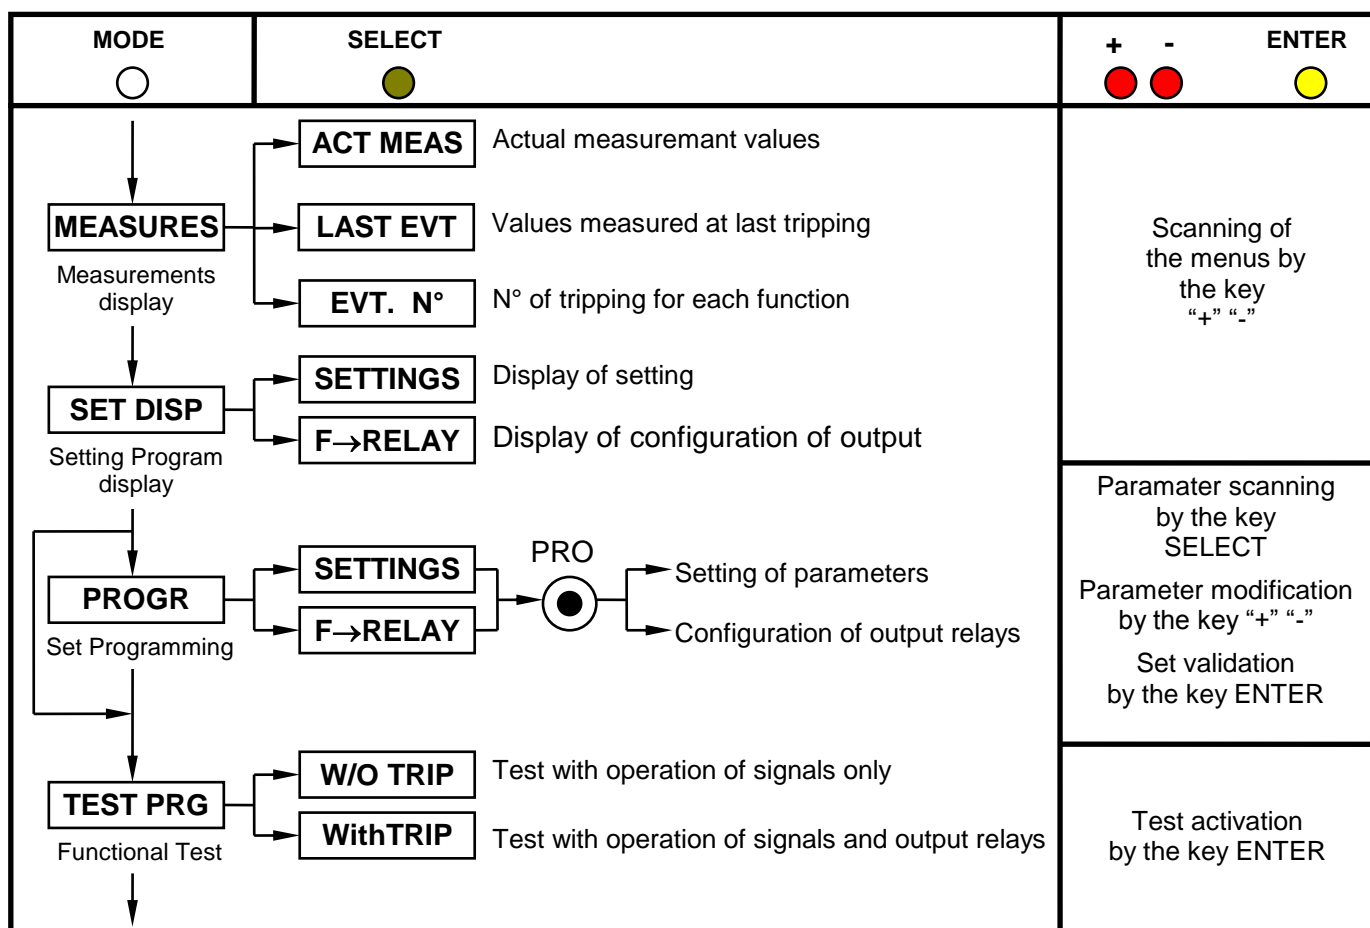 MODE
SELECT
+ -
ENTER
ACT MEAS
Actual measuremant values
MEASURES
LAST EVT
Values measured at last tripping
Measurements
display
EVT. N°
N° of tripping for each function
Scanning of
the menus by
the key
“+” “-”
SET DISP
SETTINGS
Display of setting
F→RELAY
Display of configuration of output
Setting Program
display
PROGR
Set Programming
SETTINGS
F→RELAY
PRO
Setting of parameters
Configuration of output relays
Paramater scanning
by the key
SELECT
Parameter modification
by the key “+” “-”
Set validation
by the key ENTER
TEST PRG
Functional Test
W/O TRIP
Test with operation of signals only
WithTRIP
Test with operation of signals and output relays
Test activation
by the key ENTER